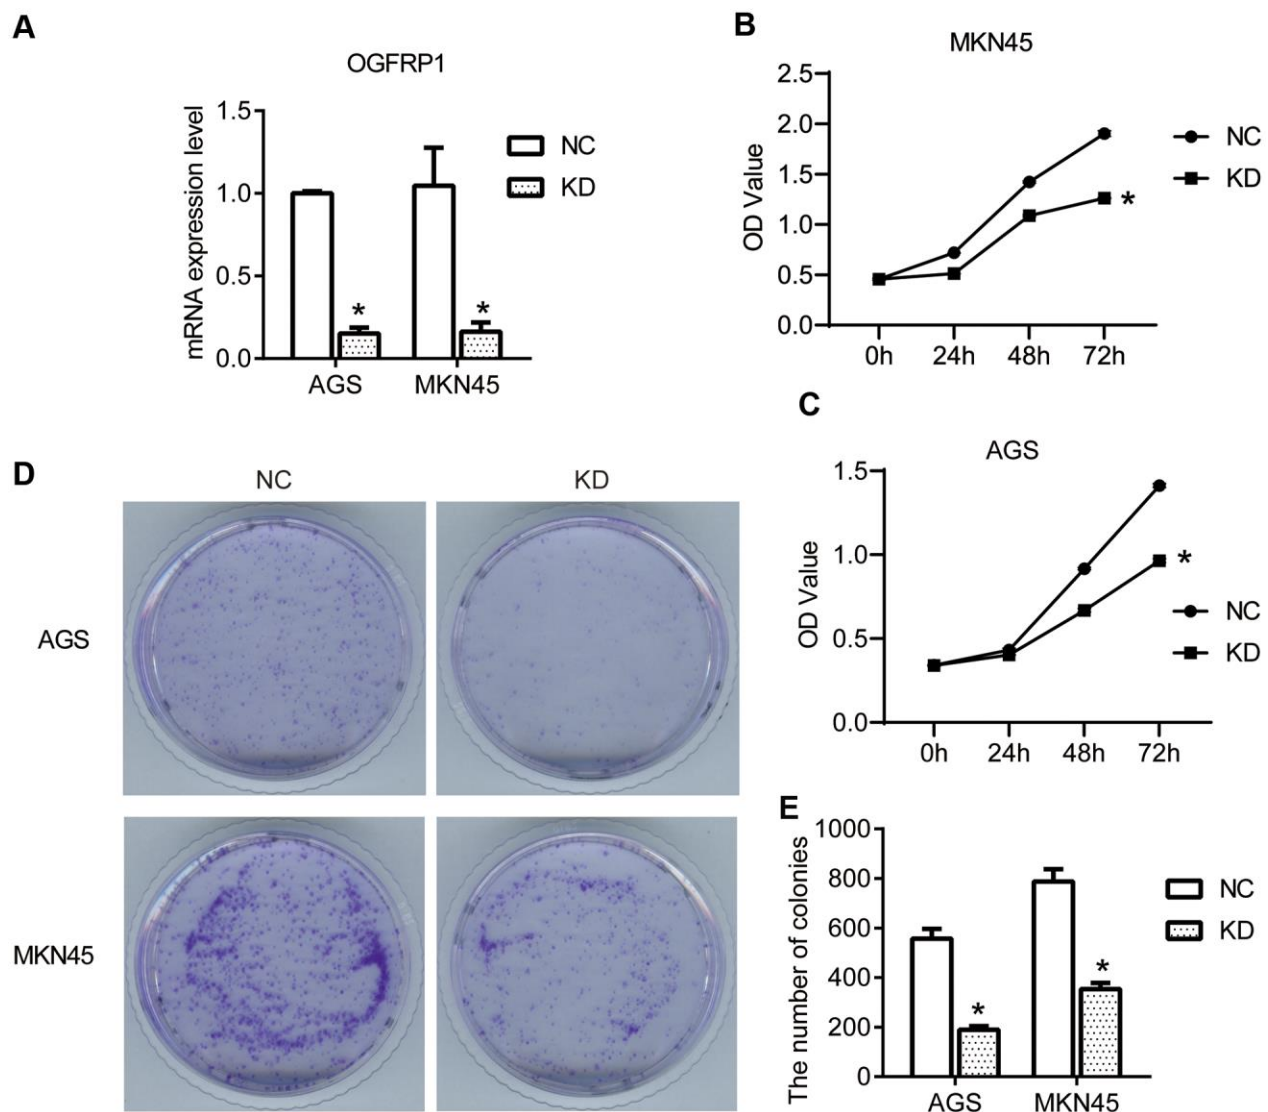 A
OGFRP1
mRNA expression level
1.5
1.0
0.5
0.0
AGS
MKN45
NC
KD
*
*
B
MKN45
OD Value
2.5
2.0
1.5
1.0
0.5
0.0
0h
24h
48h
72h
NC
KD
*
C
AGS
OD Value
1.5
1.0
0.5
0.0
0h
24h
48h
72h
NC
KD
*
D
NC
KD
AGS
MKN45
E
The number of colonies
1000
800
600
400
200
0
AGS
MKN45
NC
KD
*
*